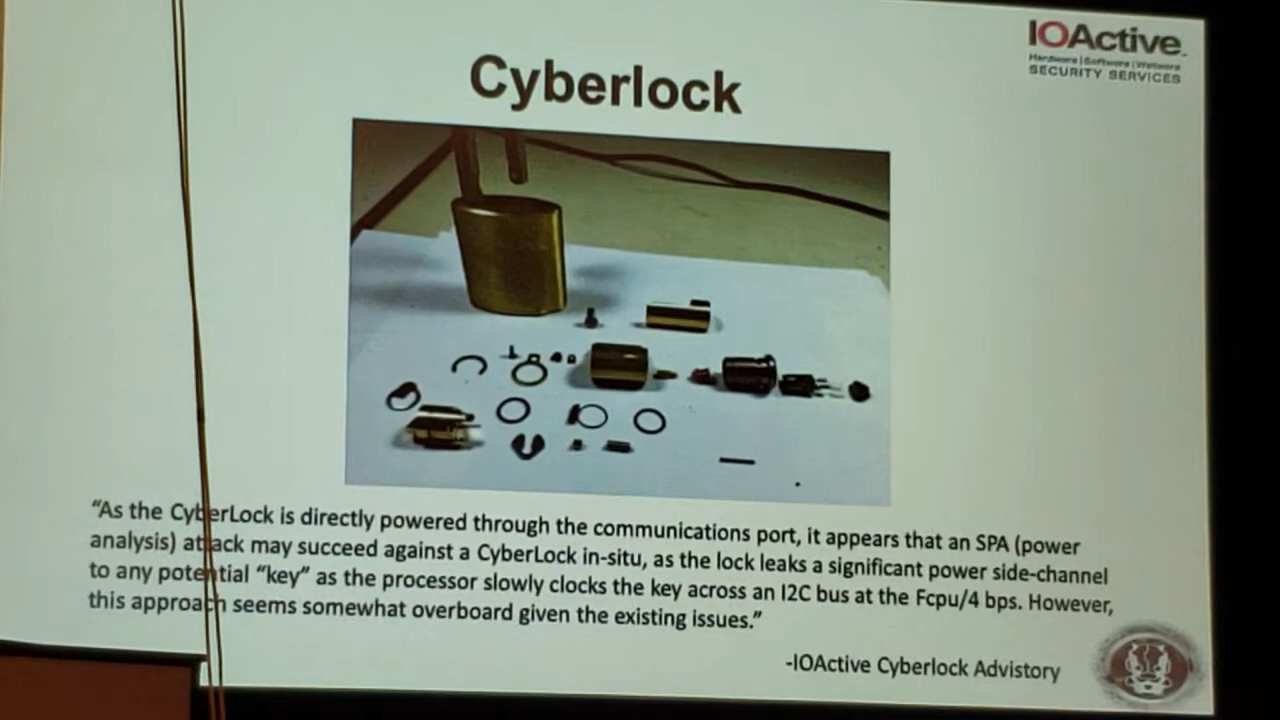 IOActive
Hardware | Software | Wetware
SECURITY SERVICES
Cyberlock
“As the CyberLock is directly powered through the communications port, it appears that an SPA (power
analysis) attack may succeed against a CyberLock in-situ, as the lock leaks a significant power side-channel
to any potential “key” as the processor slowly clocks the key across an I2C bus at the Fcpu/4 bps. However,
this approach seems somewhat overboard given the existing issues.”
-IOActive Cyberlock Advistory